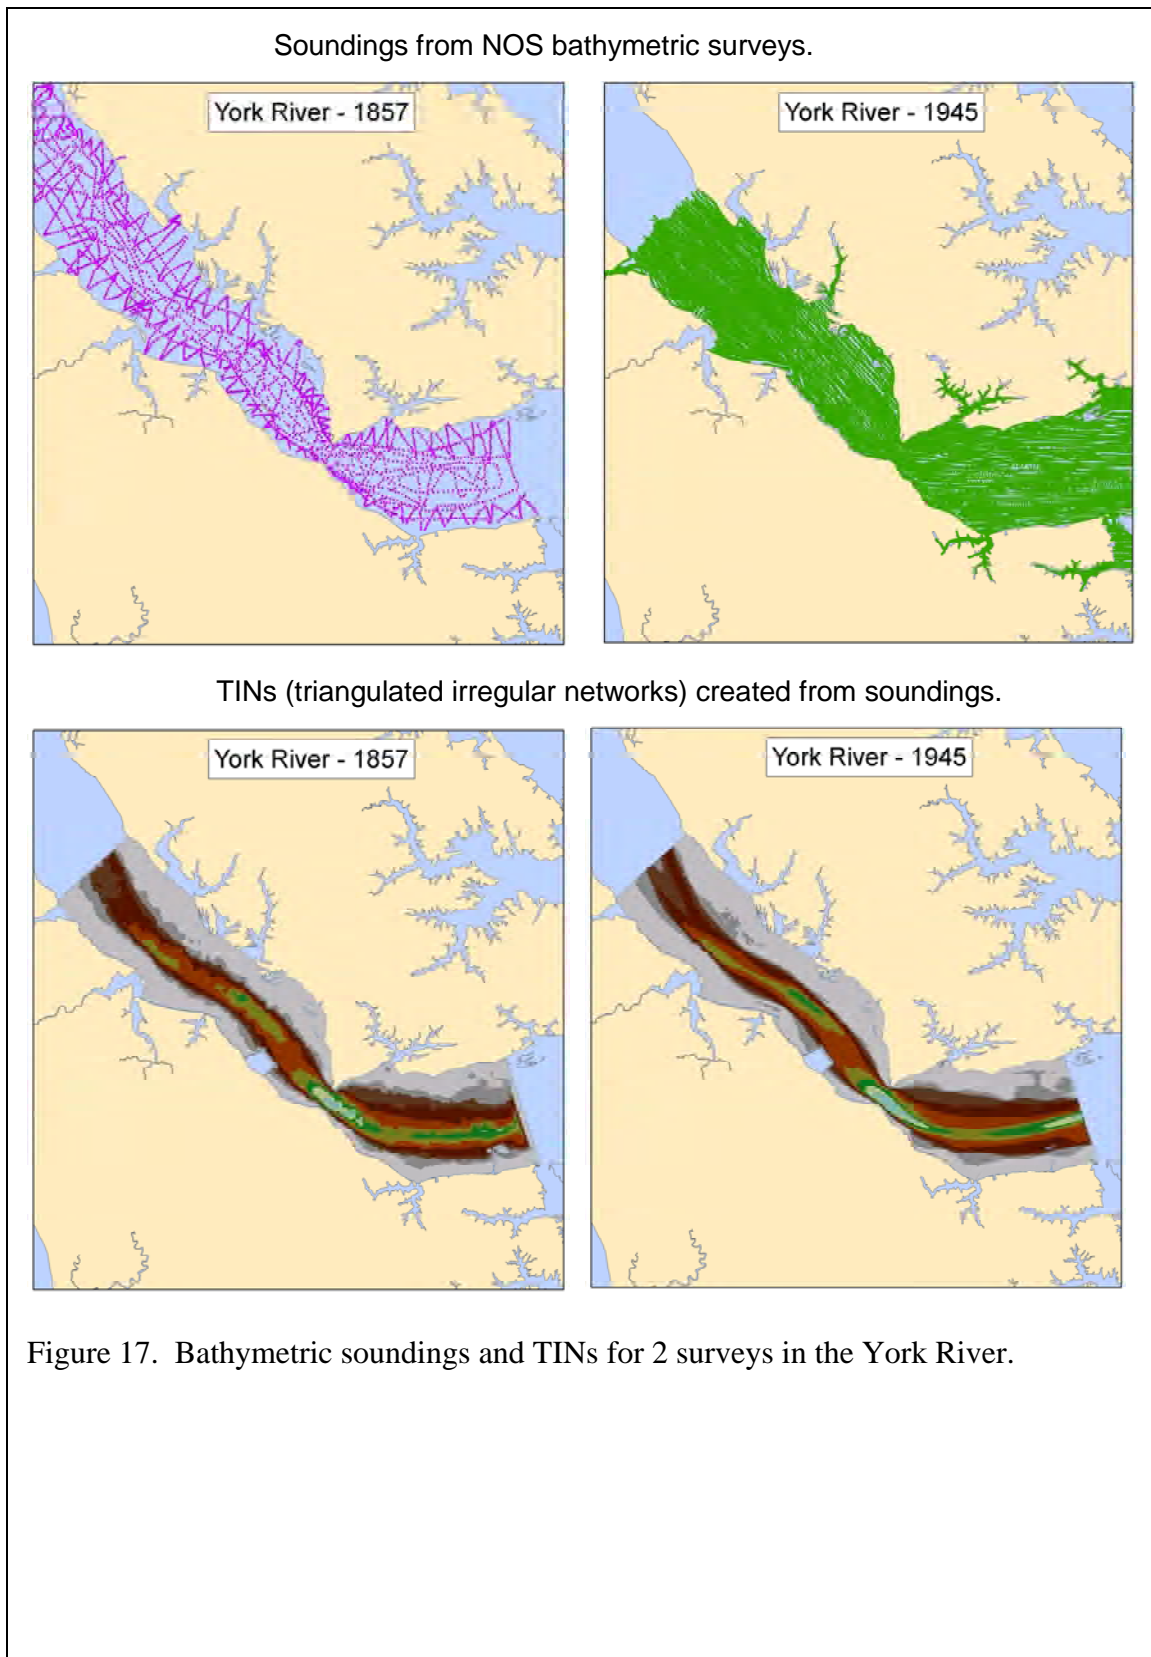 Soundings from NOS bathymetric surveys.
York River - 1857
York River - 1945
TINs (triangulated irregular networks) created from soundings.
York River - 1857
York River - 1945
Figure 17.  Bathymetric soundings and TINs for 2 surveys in the York River.